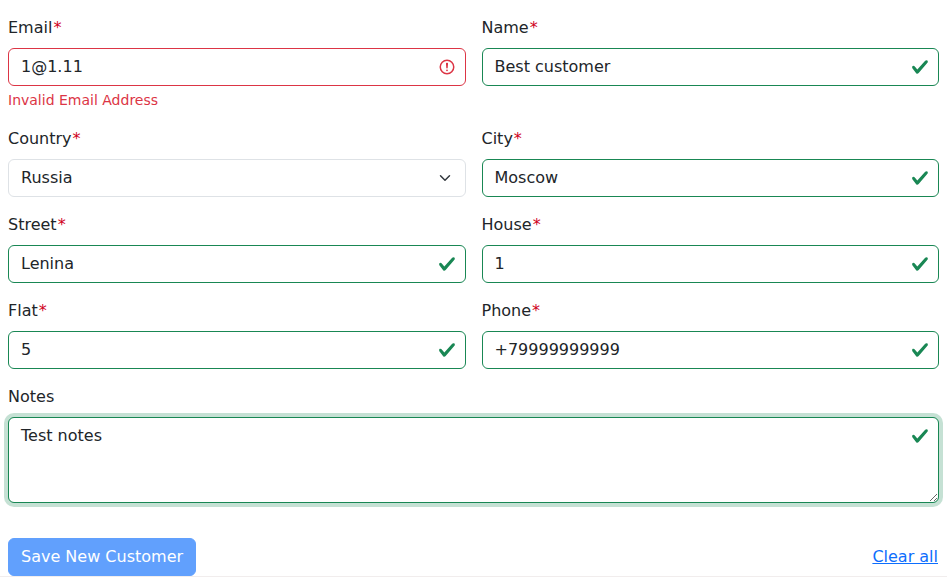 Email*
Name*
1@1.11
Best customer
Invalid Email Address
Country*
City*
Russia
Moscow
Street*
House*
Lenina
1
Flat*
Phone*
5
+79999999999
Notes
Test notes
Save New Customer
Clear all